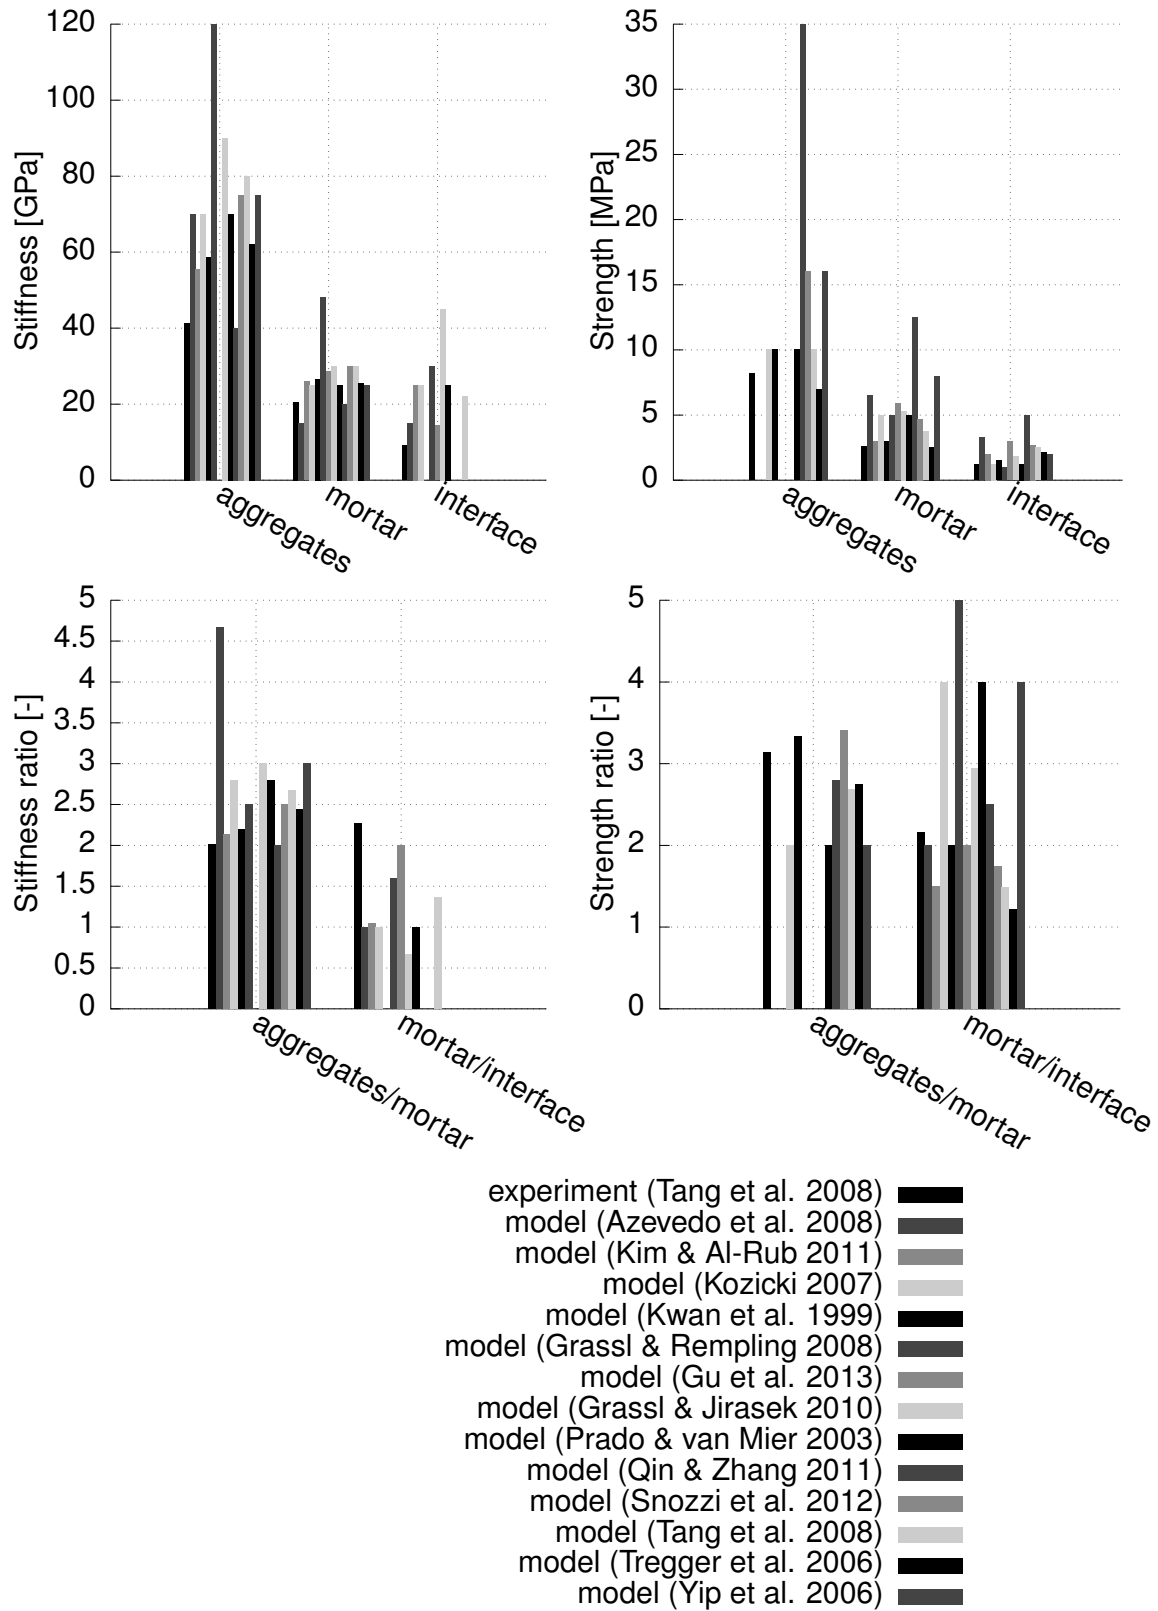 120
100
80
60
40
20
0
Stiffness [GPa]
aggregates
mortar
interface
35
30
25
20
15
10
5
0
Strength [MPa]
aggregates
mortar
interface
5
4.5
4
3.5
3
2.5
2
1.5
1
0.5
0
Stiffness ratio [-]
aggregates/mortar
mortar/interface
5
4
3
2
1
0
Strength ratio [-]
aggregates/mortar
mortar/interface
experiment (Tang et al. 2008)
model (Azevedo et al. 2008)
model (Kim & Al-Rub 2011)
model (Kozicki 2007)
model (Kwan et al. 1999)
model (Grassl & Rempling 2008)
model (Gu et al. 2013)
model (Grassl & Jirasek 2010)
model (Prado & van Mier 2003)
model (Qin & Zhang 2011)
model (Snozzi et al. 2012)
model (Tang et al. 2008)
model (Tregger et al. 2006)
model (Yip et al. 2006)